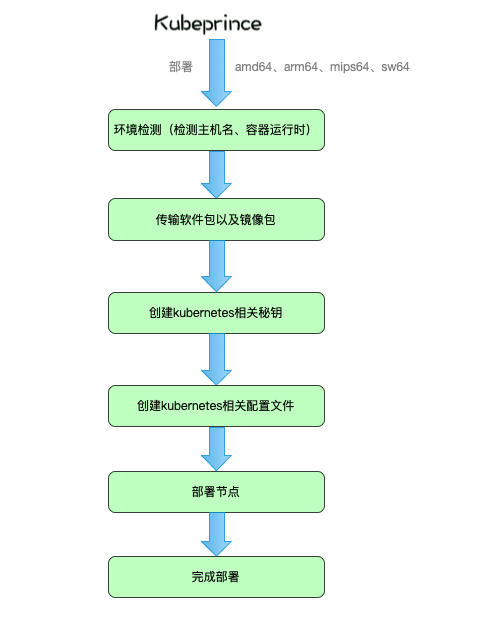 Kubeprince
部署 amd64、arm64、mips64、sw64
环境检测（检测主机名、容器运行时）
传输软件包以及镜像包
创建kubernetes相关秘钥
创建kubernetes相关配置文件
部署节点
完成部署